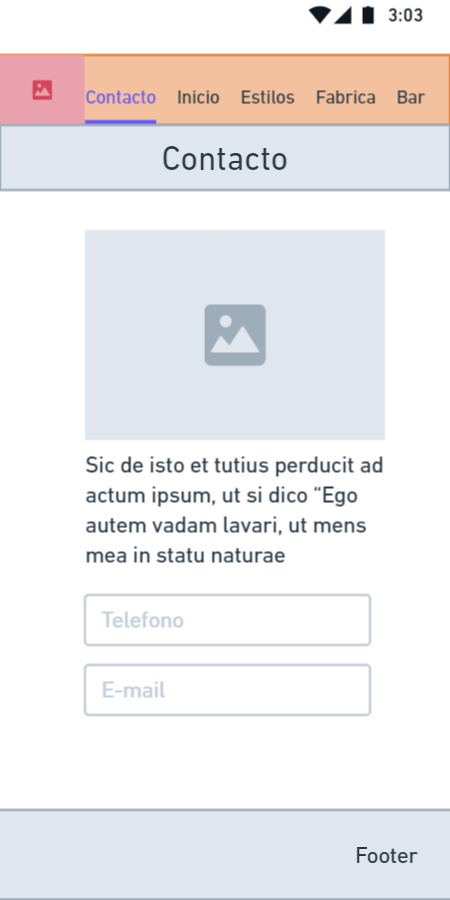 3:03
Contacto Inicio Estilos Fabrica Bar
Contacto
Sic de isto et tutius perducit ad
actum ipsum, ut si dico “Ego
autem vadam lavari, ut mens
mea in statu naturae
Telefono
E-mail
Footer